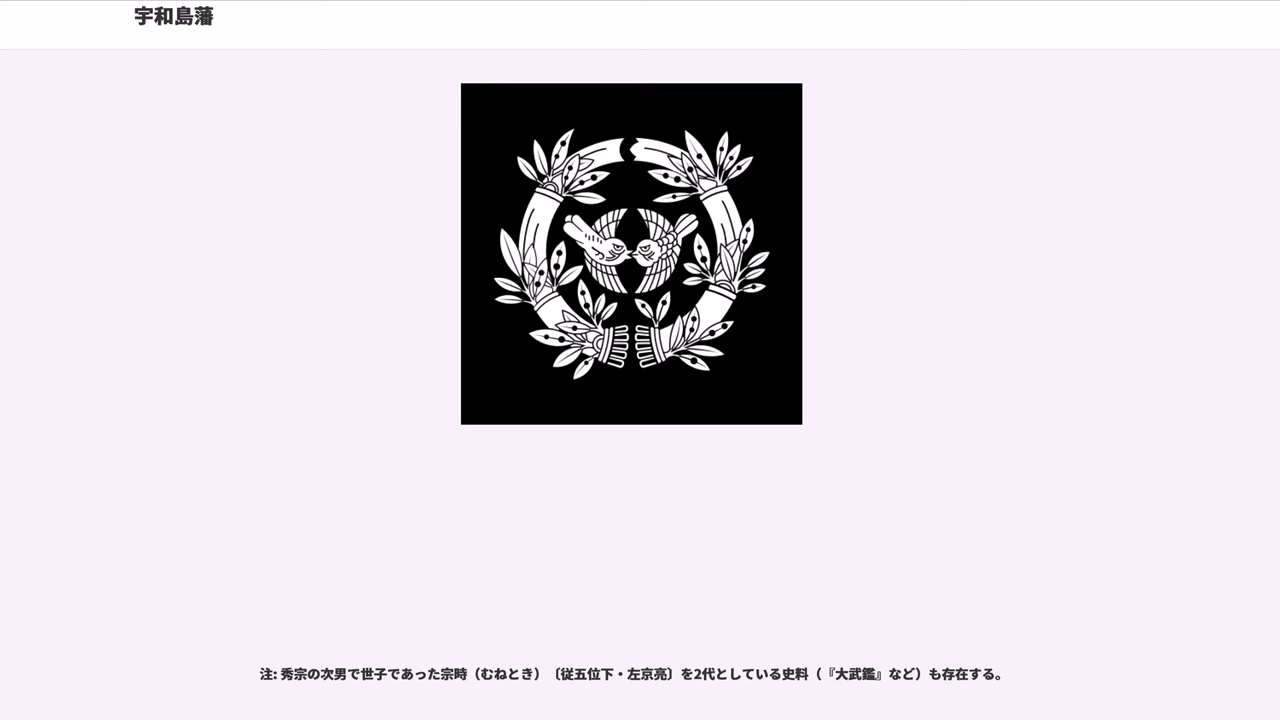 宇和島藩
注: 秀宗の次男で世子であった宗時（むねとき）〔従五位下・左京亮〕を2代としている史料（『大武鑑』など）も存在する。